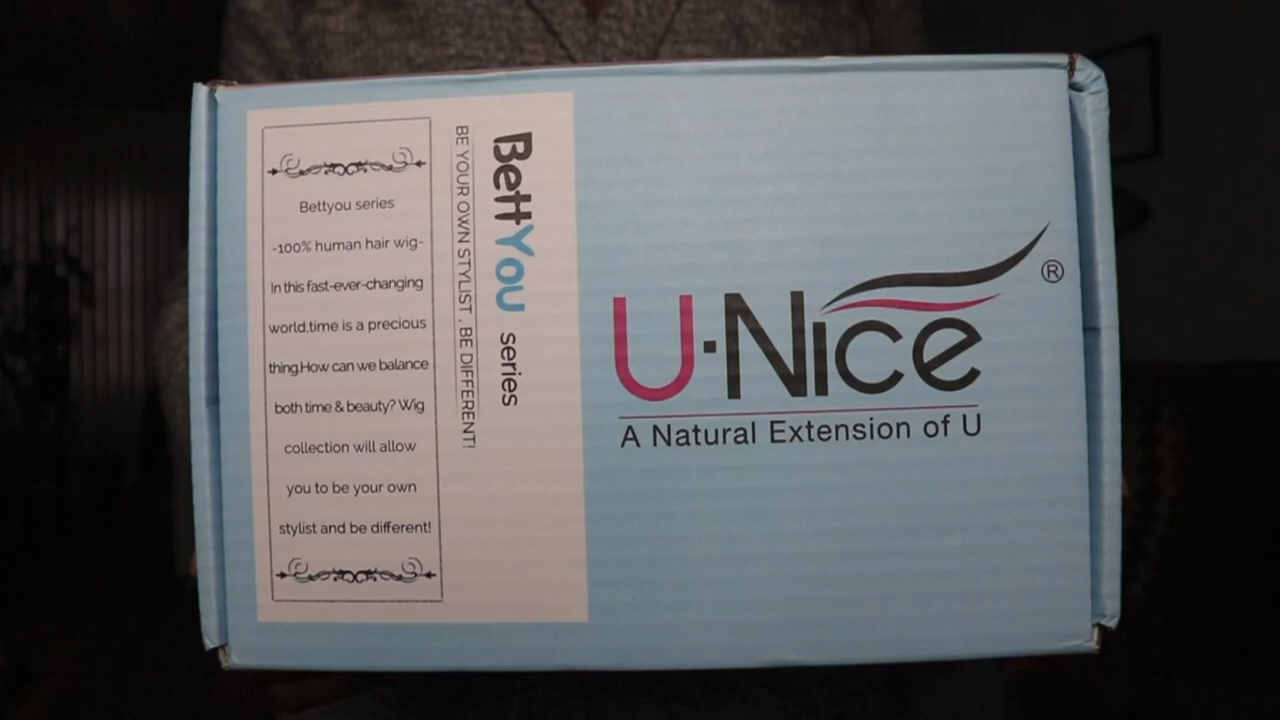 Bettyou series
-100% human hair wig-
In this fast-ever-changing
world,time is a precious
thing.How can we balance
both time & beauty? Wig
collection will allow
you to be your own
stylist and be different!
BettYou series
BE YOUR OWN STYLIST , BE DIFFERENT!
U·Nice ®
A Natural Extension of U